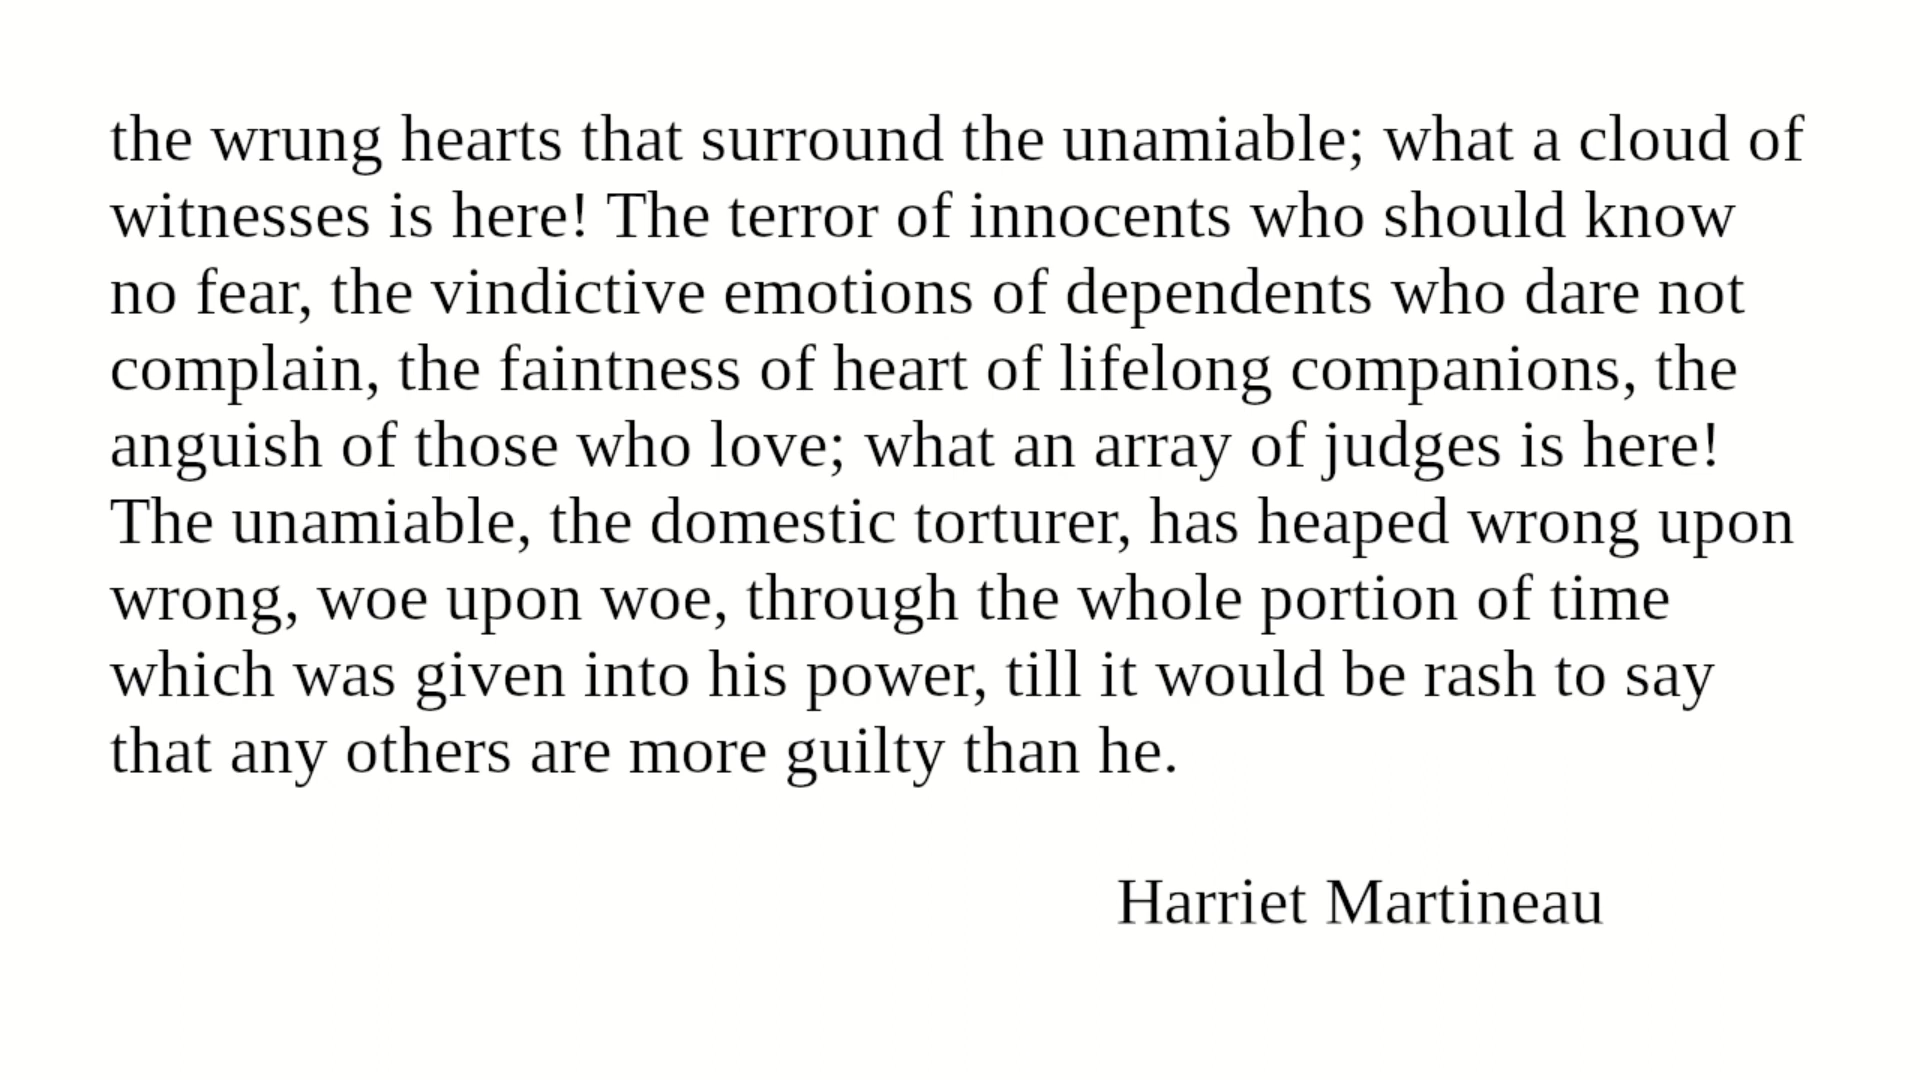 the wrung hearts that surround the unamiable; what a cloud of
witnesses is here! The terror of innocents who should know
no fear, the vindictive emotions of dependents who dare not
complain, the faintness of heart of lifelong companions, the
anguish of those who love; what an array of judges is here!
The unamiable, the domestic torturer, has heaped wrong upon
wrong, woe upon woe, through the whole portion of time
which was given into his power, till it would be rash to say
that any others are more guilty than he.
Harriet Martineau